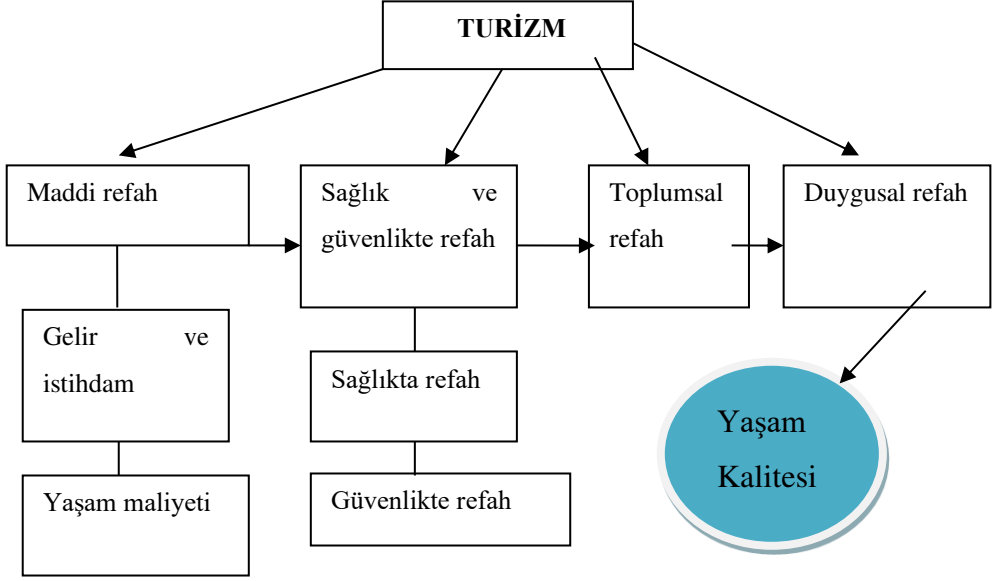 TURİZM
Maddi refah
Sağlık ve
güvenlikte refah
Toplumsal
refah
Duygusal refah
Gelir ve
istihdam
Sağlıkta refah
Yaşam
Kalitesi
Yaşam maliyeti
Güvenlikte refah